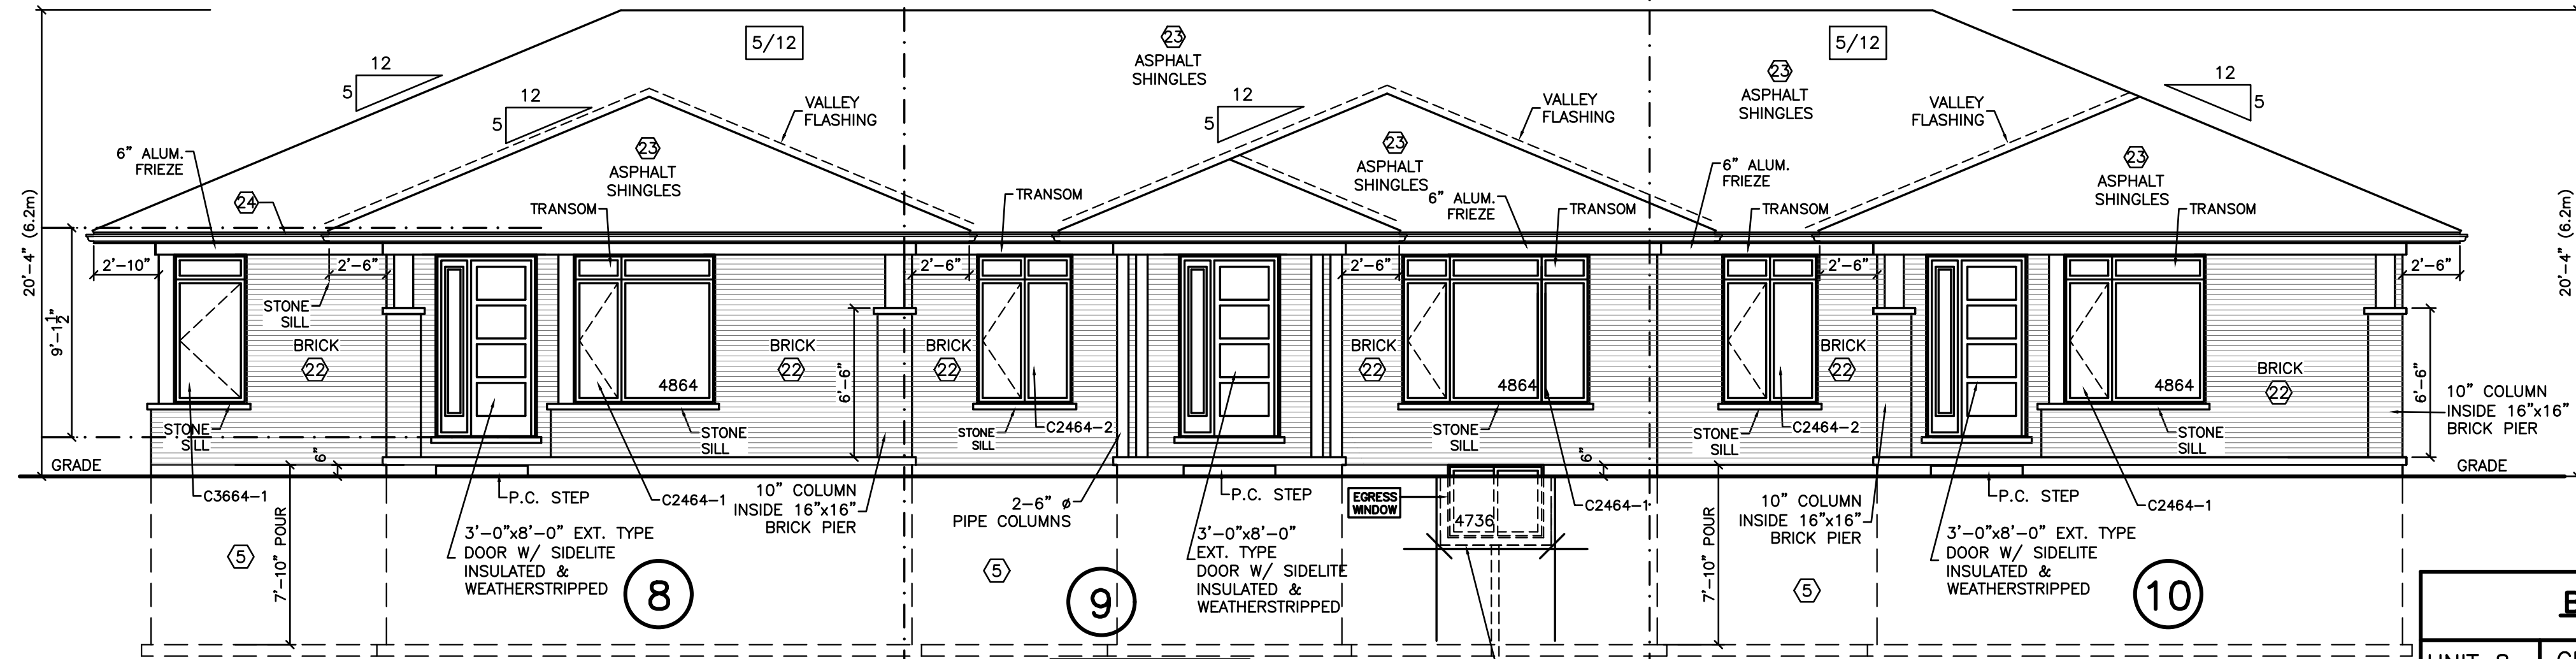 5/12
23
ASPHALT
SHINGLES
5/12
23
ASPHALT
SHINGLES
12
5
12
5
12
5
12
5
VALLEY
FLASHING
VALLEY
FLASHING
VALLEY
FLASHING
6" ALUM.
FRIEZE
23
ASPHALT
SHINGLES
23
ASPHALT
SHINGLES
6" ALUM.
FRIEZE
23
ASPHALT
SHINGLES
24
TRANSOM
TRANSOM
6" ALUM.
FRIEZE
TRANSOM
TRANSOM
TRANSOM
20'-4" (6.2m)
20'-4" (6.2m)
9'-1 1/2"
2'-10"
2'-6"
2'-6"
2'-6"
2'-6"
2'-6"
STONE
SILL
BRICK
22
BRICK
22
BRICK
22
BRICK
22
BRICK
22
BRICK
22
4864
4864
4864
6'-6"
6'-6"
10" COLUMN
INSIDE 16"x16"
BRICK PIER
STONE
SILL
STONE
SILL
STONE
SILL
C2464-2
STONE
SILL
STONE
SILL
C2464-2
STONE
SILL
GRADE
6"
6"
GRADE
C3664-1
P.C. STEP
C2464-1
10" COLUMN
INSIDE 16"x16"
BRICK PIER
2-6" ø
PIPE COLUMNS
P.C. STEP
EGRESS
WINDOW
4736
C2464-1
10" COLUMN
INSIDE 16"x16"
BRICK PIER
P.C. STEP
C2464-1
7'-10" POUR
7'-10" POUR
3'-0"x8'-0" EXT. TYPE
DOOR W/ SIDELITE
INSULATED &
WEATHERSTRIPPED
3'-0"x8'-0"
EXT. TYPE
DOOR W/ SIDELITE
INSULATED &
WEATHERSTRIPPED
3'-0"x8'-0" EXT. TYPE
DOOR W/ SIDELITE
INSULATED &
WEATHERSTRIPPED
5
8
5
9
5
10